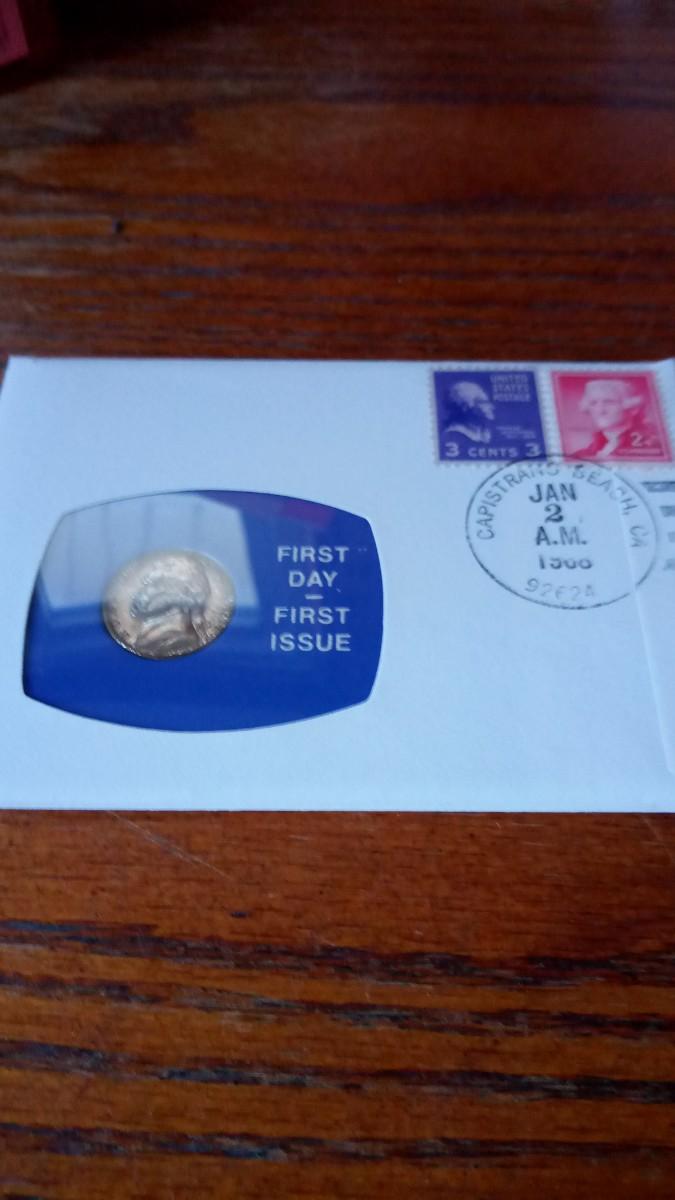 UNITED
STATES
POSTAGE
3 CENTS 3
2¢
CAPISTRANO BEACH, CA
JAN
2
A.M.
92624
FIRST
DAY
–
FIRST
ISSUE